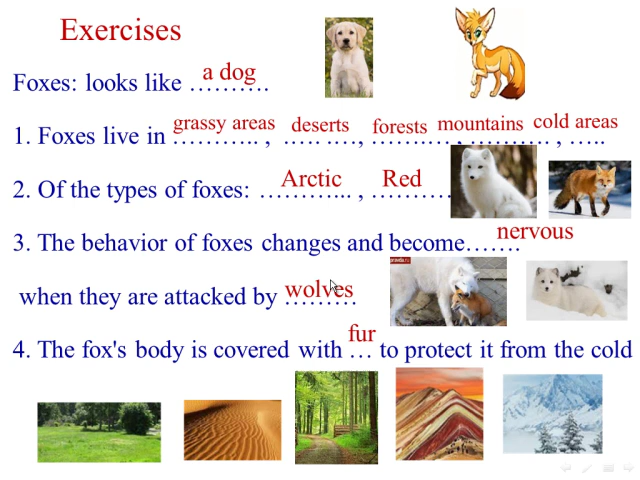 Exercises
Foxes: looks like a dog ……….
1. Foxes live in grassy areas ……….. , deserts ….. …, forests …….…, mountains ………. , cold areas …..
2. Of the types of foxes: Arctic ………... , Red ……….
3. The behavior of foxes changes and become nervous …….
when they are attacked by wolves ………
4. The fox's body is covered with fur … to protect it from the cold